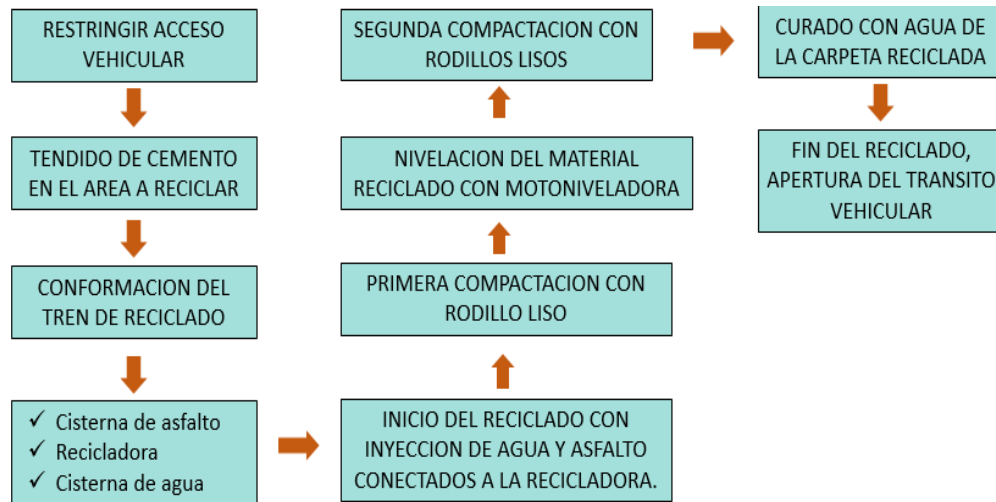 RESTRINGIR ACCESO
VEHICULAR
TENDIDO DE CEMENTO
EN EL AREA A RECICLAR
CONFORMACION DEL
TREN DE RECICLADO
✓ Cisterna de asfalto
✓ Recicladora
✓ Cisterna de agua
INICIO DEL RECICLADO CON
INYECCION DE AGUA Y ASFALTO
CONECTADOS A LA RECICLADORA.
PRIMERA COMPACTACION CON
RODILLO LISO
NIVELACION DEL MATERIAL
RECICLADO CON MOTONIVELADORA
SEGUNDA COMPACTACION CON
RODILLOS LISOS
CURADO CON AGUA DE
LA CARPETA RECICLADA
FIN DEL RECICLADO,
APERTURA DEL TRANSITO
VEHICULAR